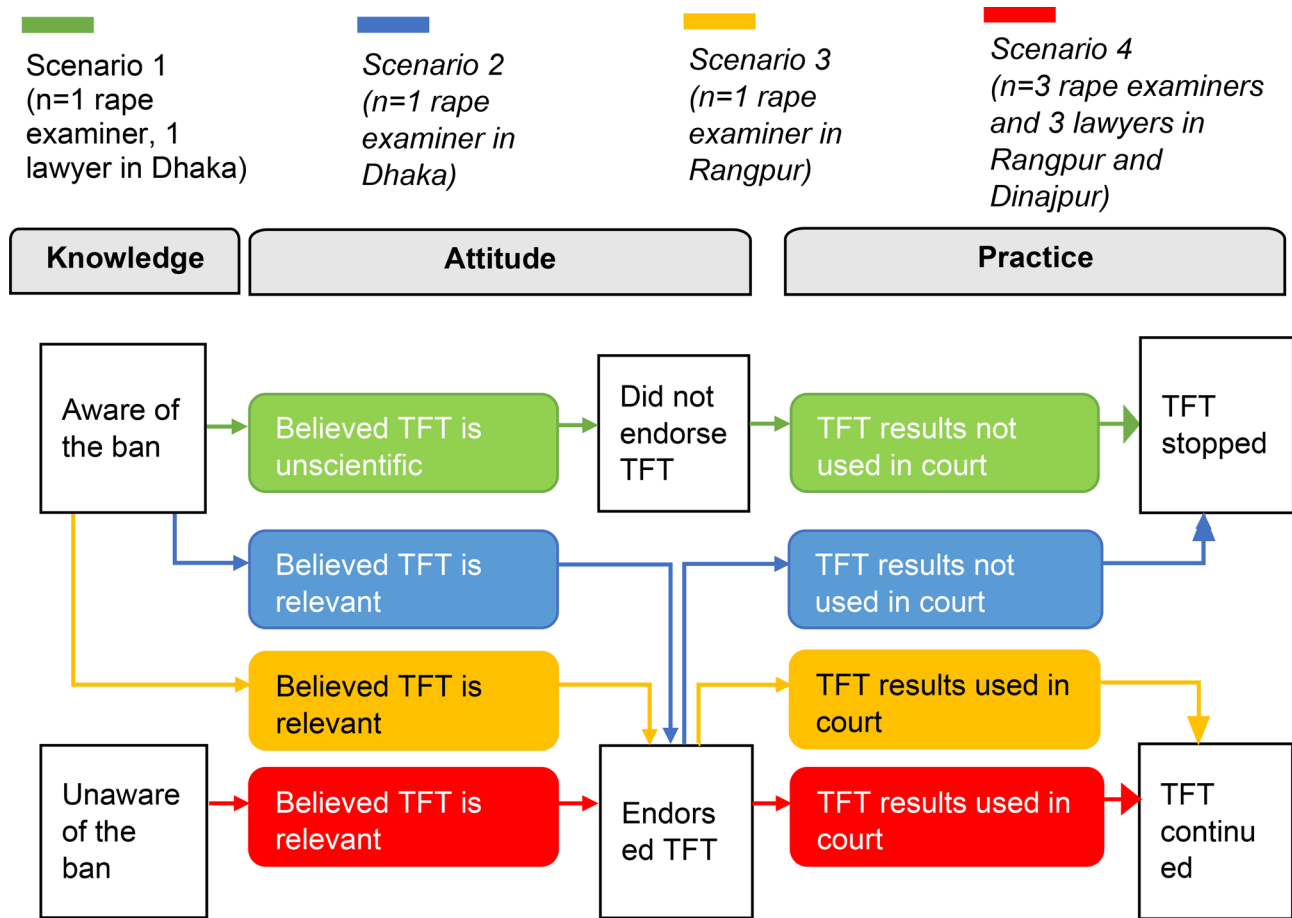 Scenario 1
(n=1 rape
examiner, 1
lawyer in Dhaka)
Scenario 2
(n=1 rape
examiner in
Dhaka)
Scenario 3
(n=1 rape
examiner in
Rangpur)
Scenario 4
(n=3 rape examiners
and 3 lawyers in
Rangpur and
Dinajpur)
Knowledge
Attitude
Practice
Aware of
the ban
Believed TFT is
unscientific
Did not
endorse
TFT
TFT results not
used in court
TFT
stopped
Believed TFT is
relevant
TFT results not
used in court
Believed TFT is
relevant
TFT results used in
court
Unaware
of the
ban
Believed TFT is
relevant
Endors
ed TFT
TFT results used in
court
TFT
continu
ed